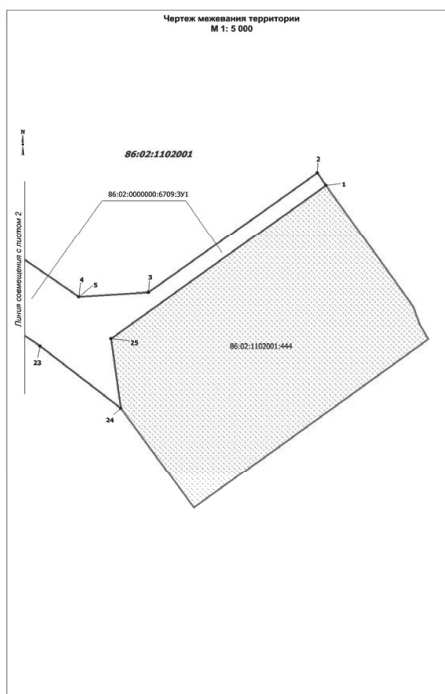 Чертеж межевания территории
М 1: 5 000
N
86:02:1102001
2
1
86:02:0000000:6709:ЗУ1
Линия совмещения с листом 2
4
5
3
25
23
86:02:1102001:444
24